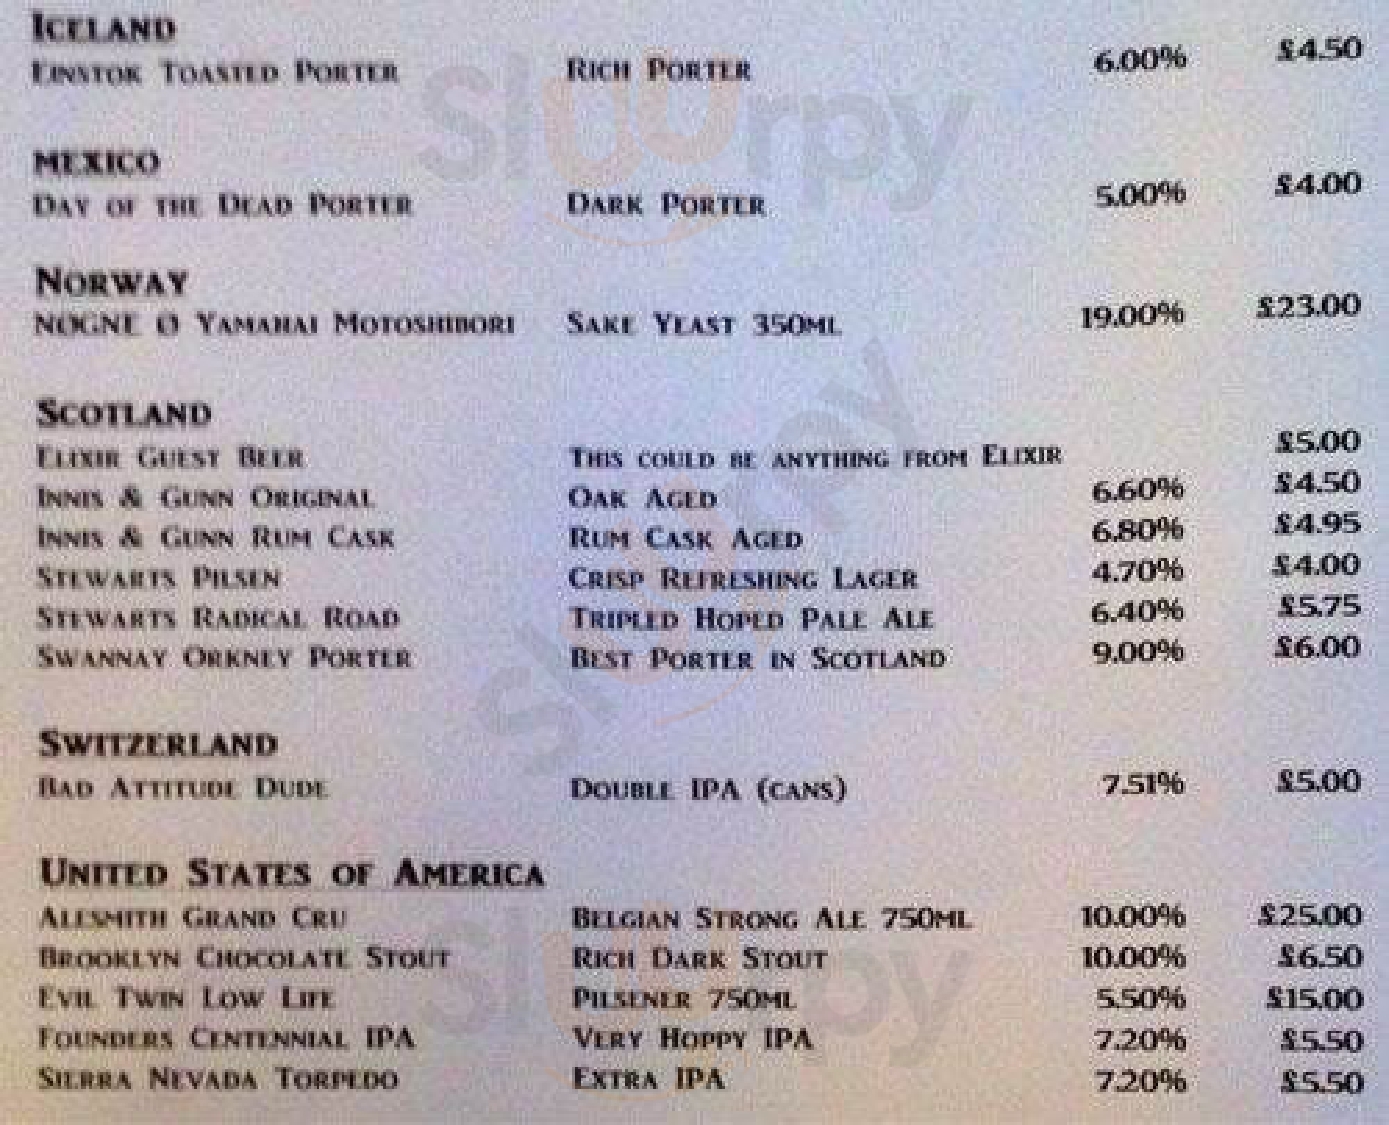 ICELAND
EINSTOK TOASTED PORTER RICH PORTER 6.00% £4.50
MEXICO
DAY OF THE DEAD PORTER DARK PORTER 5.00% £4.00
NORWAY
NØGNE Ø YAMAHAI MOTOSHIBORI SAKE YEAST 350ML 19.00% £23.00
SCOTLAND
ELIXIR GUEST BEER THIS COULD BE ANYTHING FROM ELIXIR £5.00
INNIS & GUNN ORIGINAL OAK AGED 6.60% £4.50
INNIS & GUNN RUM CASK RUM CASK AGED 6.80% £4.95
STEWARTS PILSEN CRISP REFRESHING LAGER 4.70% £4.00
STEWARTS RADICAL ROAD TRIPLED HOPED PALE ALE 6.40% £5.75
SWANNAY ORKNEY PORTER BEST PORTER IN SCOTLAND 9.00% £6.00
SWITZERLAND
BAD ATTITUDE DUDE DOUBLE IPA (CANS) 7.51% £5.00
UNITED STATES OF AMERICA
ALESMITH GRAND CRU BELGIAN STRONG ALE 750ML 10.00% £25.00
BROOKLYN CHOCOLATE STOUT RICH DARK STOUT 10.00% £6.50
EVIL TWIN LOW LIFE PILSENER 750ML 5.50% £15.00
FOUNDERS CENTENNIAL IPA VERY HOPPY IPA 7.20% £5.50
SIERRA NEVADA TORPEDO EXTRA IPA 7.20% £5.50
Sluurpy
Sluurpy
Sluurpy